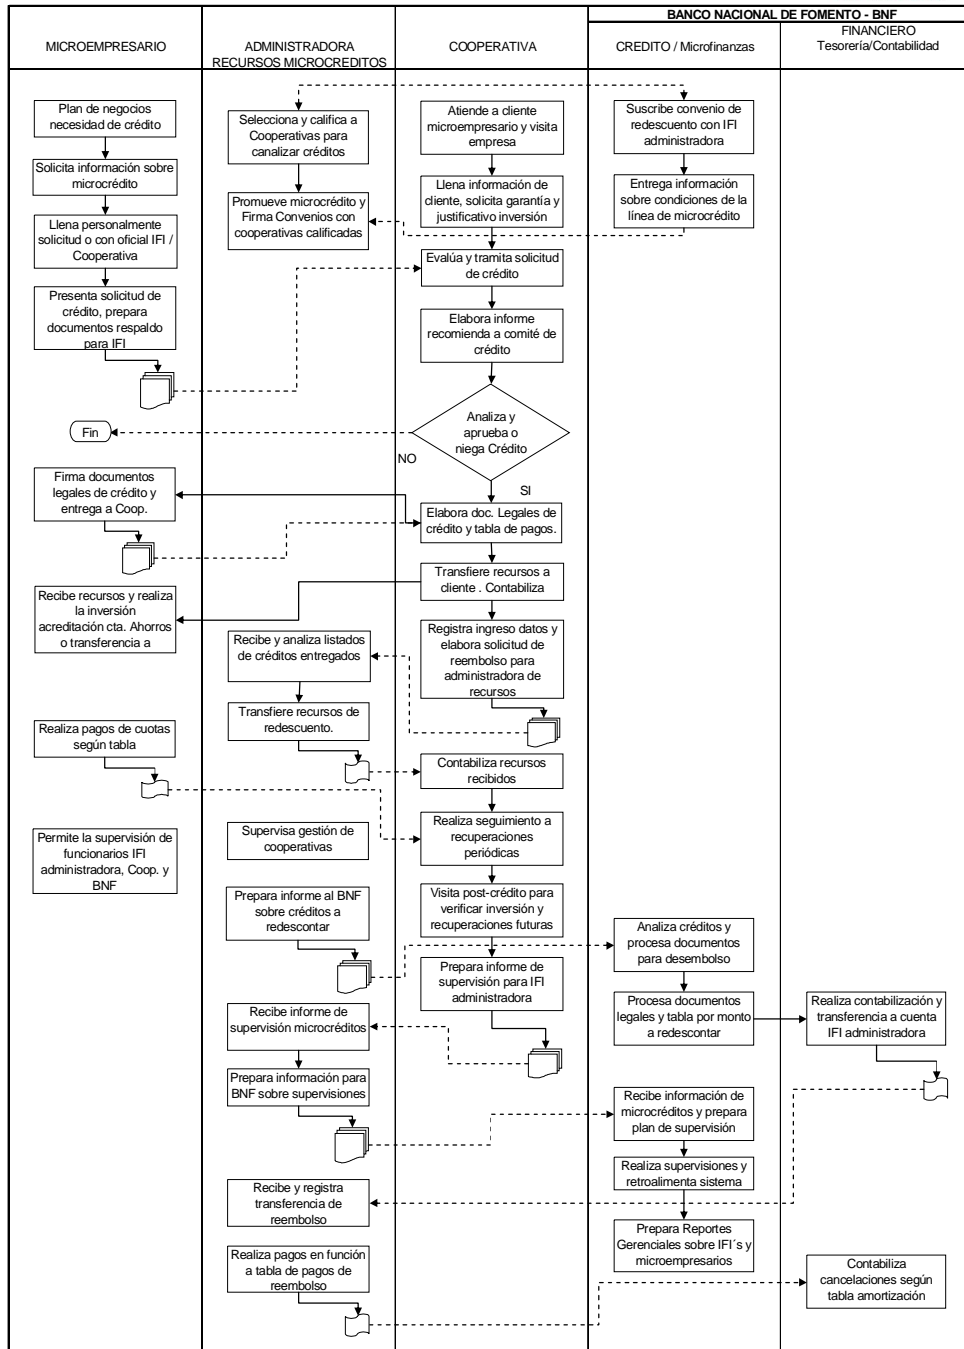 BANCO NACIONAL DE FOMENTO - BNF
MICROEMPRESARIO
ADMINISTRADORA
RECURSOS MICROCREDITOS
COOPERATIVA
CREDITO / Microfinanzas
FINANCIERO
Tesorería/Contabilidad
Plan de negocios
necesidad de crédito
Solicita información sobre
microcrédito
Llena personalmente
solicitud o con oficial IFI /
Cooperativa
Presenta solicitud de
crédito, prepara
documentos respaldo
para IFI
Fin
Firma documentos
legales de crédito y
entrega a Coop.
Recibe recursos y realiza
la inversión
acreditación cta. Ahorros
o transferencia a
Realiza pagos de cuotas
según tabla
Permite la supervisión de
funcionarios IFI
administradora, Coop. y
BNF
Selecciona y califica a
Cooperativas para
canalizar créditos
Promueve microcrédito y
Firma Convenios con
cooperativas calificadas
Recibe y analiza listados
de créditos entregados
Transfiere recursos de
redescuento.
Supervisa gestión de
cooperativas
Prepara informe al BNF
sobre créditos a
redescontar
Recibe informe de
supervisión microcréditos
Prepara información para
BNF sobre supervisiones
Recibe y registra
transferencia de
reembolso
Realiza pagos en función
a tabla de pagos de
reembolso
Atiende a cliente
microempresario y visita
empresa
Llena información de
cliente, solicita garantía y
justificativo inversión
Evalúa y tramita solicitud
de crédito
Elabora informe
recomienda a comité de
crédito
Analiza y
aprueba o
niega Crédito
NO
SI
Elabora doc. Legales de
crédito y tabla de pagos.
Transfiere recursos a
cliente . Contabiliza
Registra ingreso datos y
elabora solicitud de
reembolso para
administradora de
recursos
Contabiliza recursos
recibidos
Realiza seguimiento a
recuperaciones
periódicas
Visita post-crédito para
verificar inversión y
recuperaciones futuras
Prepara informe de
supervisión para IFI
administradora
Suscribe convenio de
redescuento con IFI
administradora
Entrega información
sobre condiciones de la
línea de microcrédito
Analiza créditos y
procesa documentos
para desembolso
Procesa documentos
legales y tabla por monto
a redescontar
Recibe información de
microcréditos y prepara
plan de supervisión
Realiza supervisiones y
retroalimenta sistema
Prepara Reportes
Gerenciales sobre IFI´s y
microempresarios
Realiza contabilización y
transferencia a cuenta
IFI administradora
Contabiliza
cancelaciones según
tabla amortización